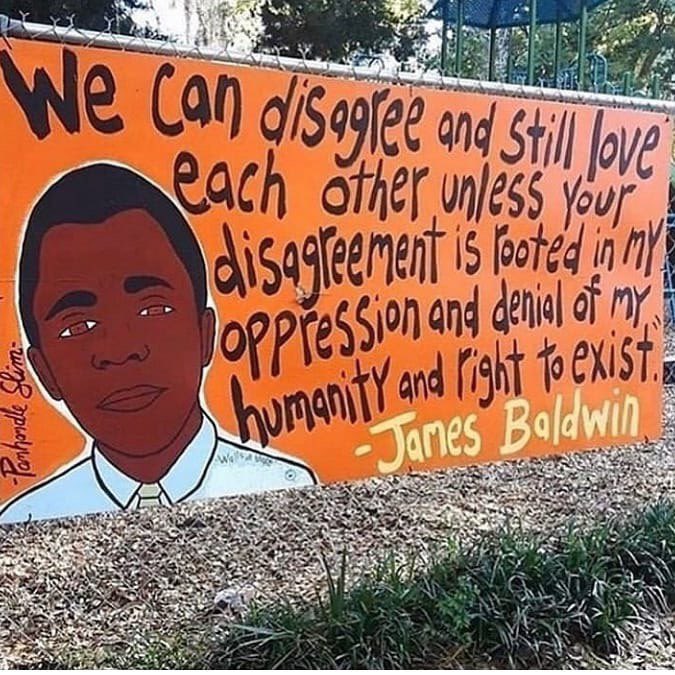 We Can disagree and Still love
each other unless your
disagreement is rooted in my
oppression and denial of my
humanity and right to exist."
-James Baldwin
-Panhandle Slim-